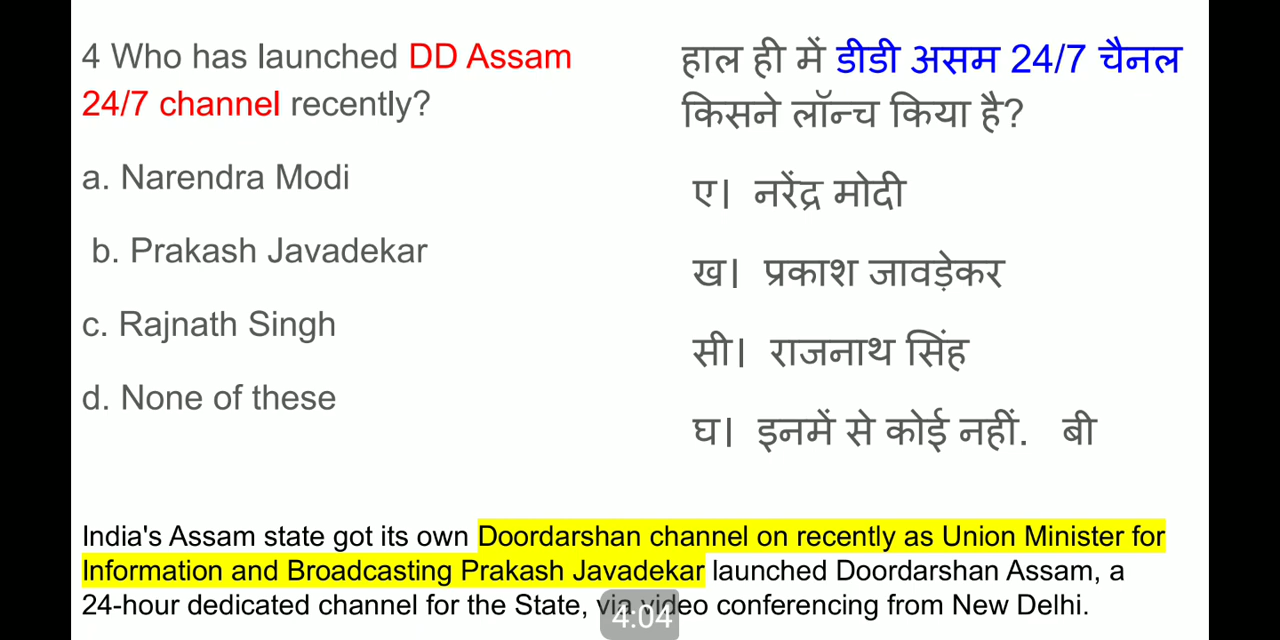 4 Who has launched DD Assam
24/7 channel recently?
a. Narendra Modi
b. Prakash Javadekar
c. Rajnath Singh
d. None of these
हाल ही में डीडी असम 24/7 चैनल
किसने लॉन्च किया है?
ए। नरेंद्र मोदी
ख। प्रकाश जावड़ेकर
सी। राजनाथ सिंह
घ। इनमें से कोई नहीं. बी
India's Assam state got its own Doordarshan channel on recently as Union Minister for
Information and Broadcasting Prakash Javadekar launched Doordarshan Assam, a
24-hour dedicated channel for the State, via video conferencing from New Delhi.
4:04